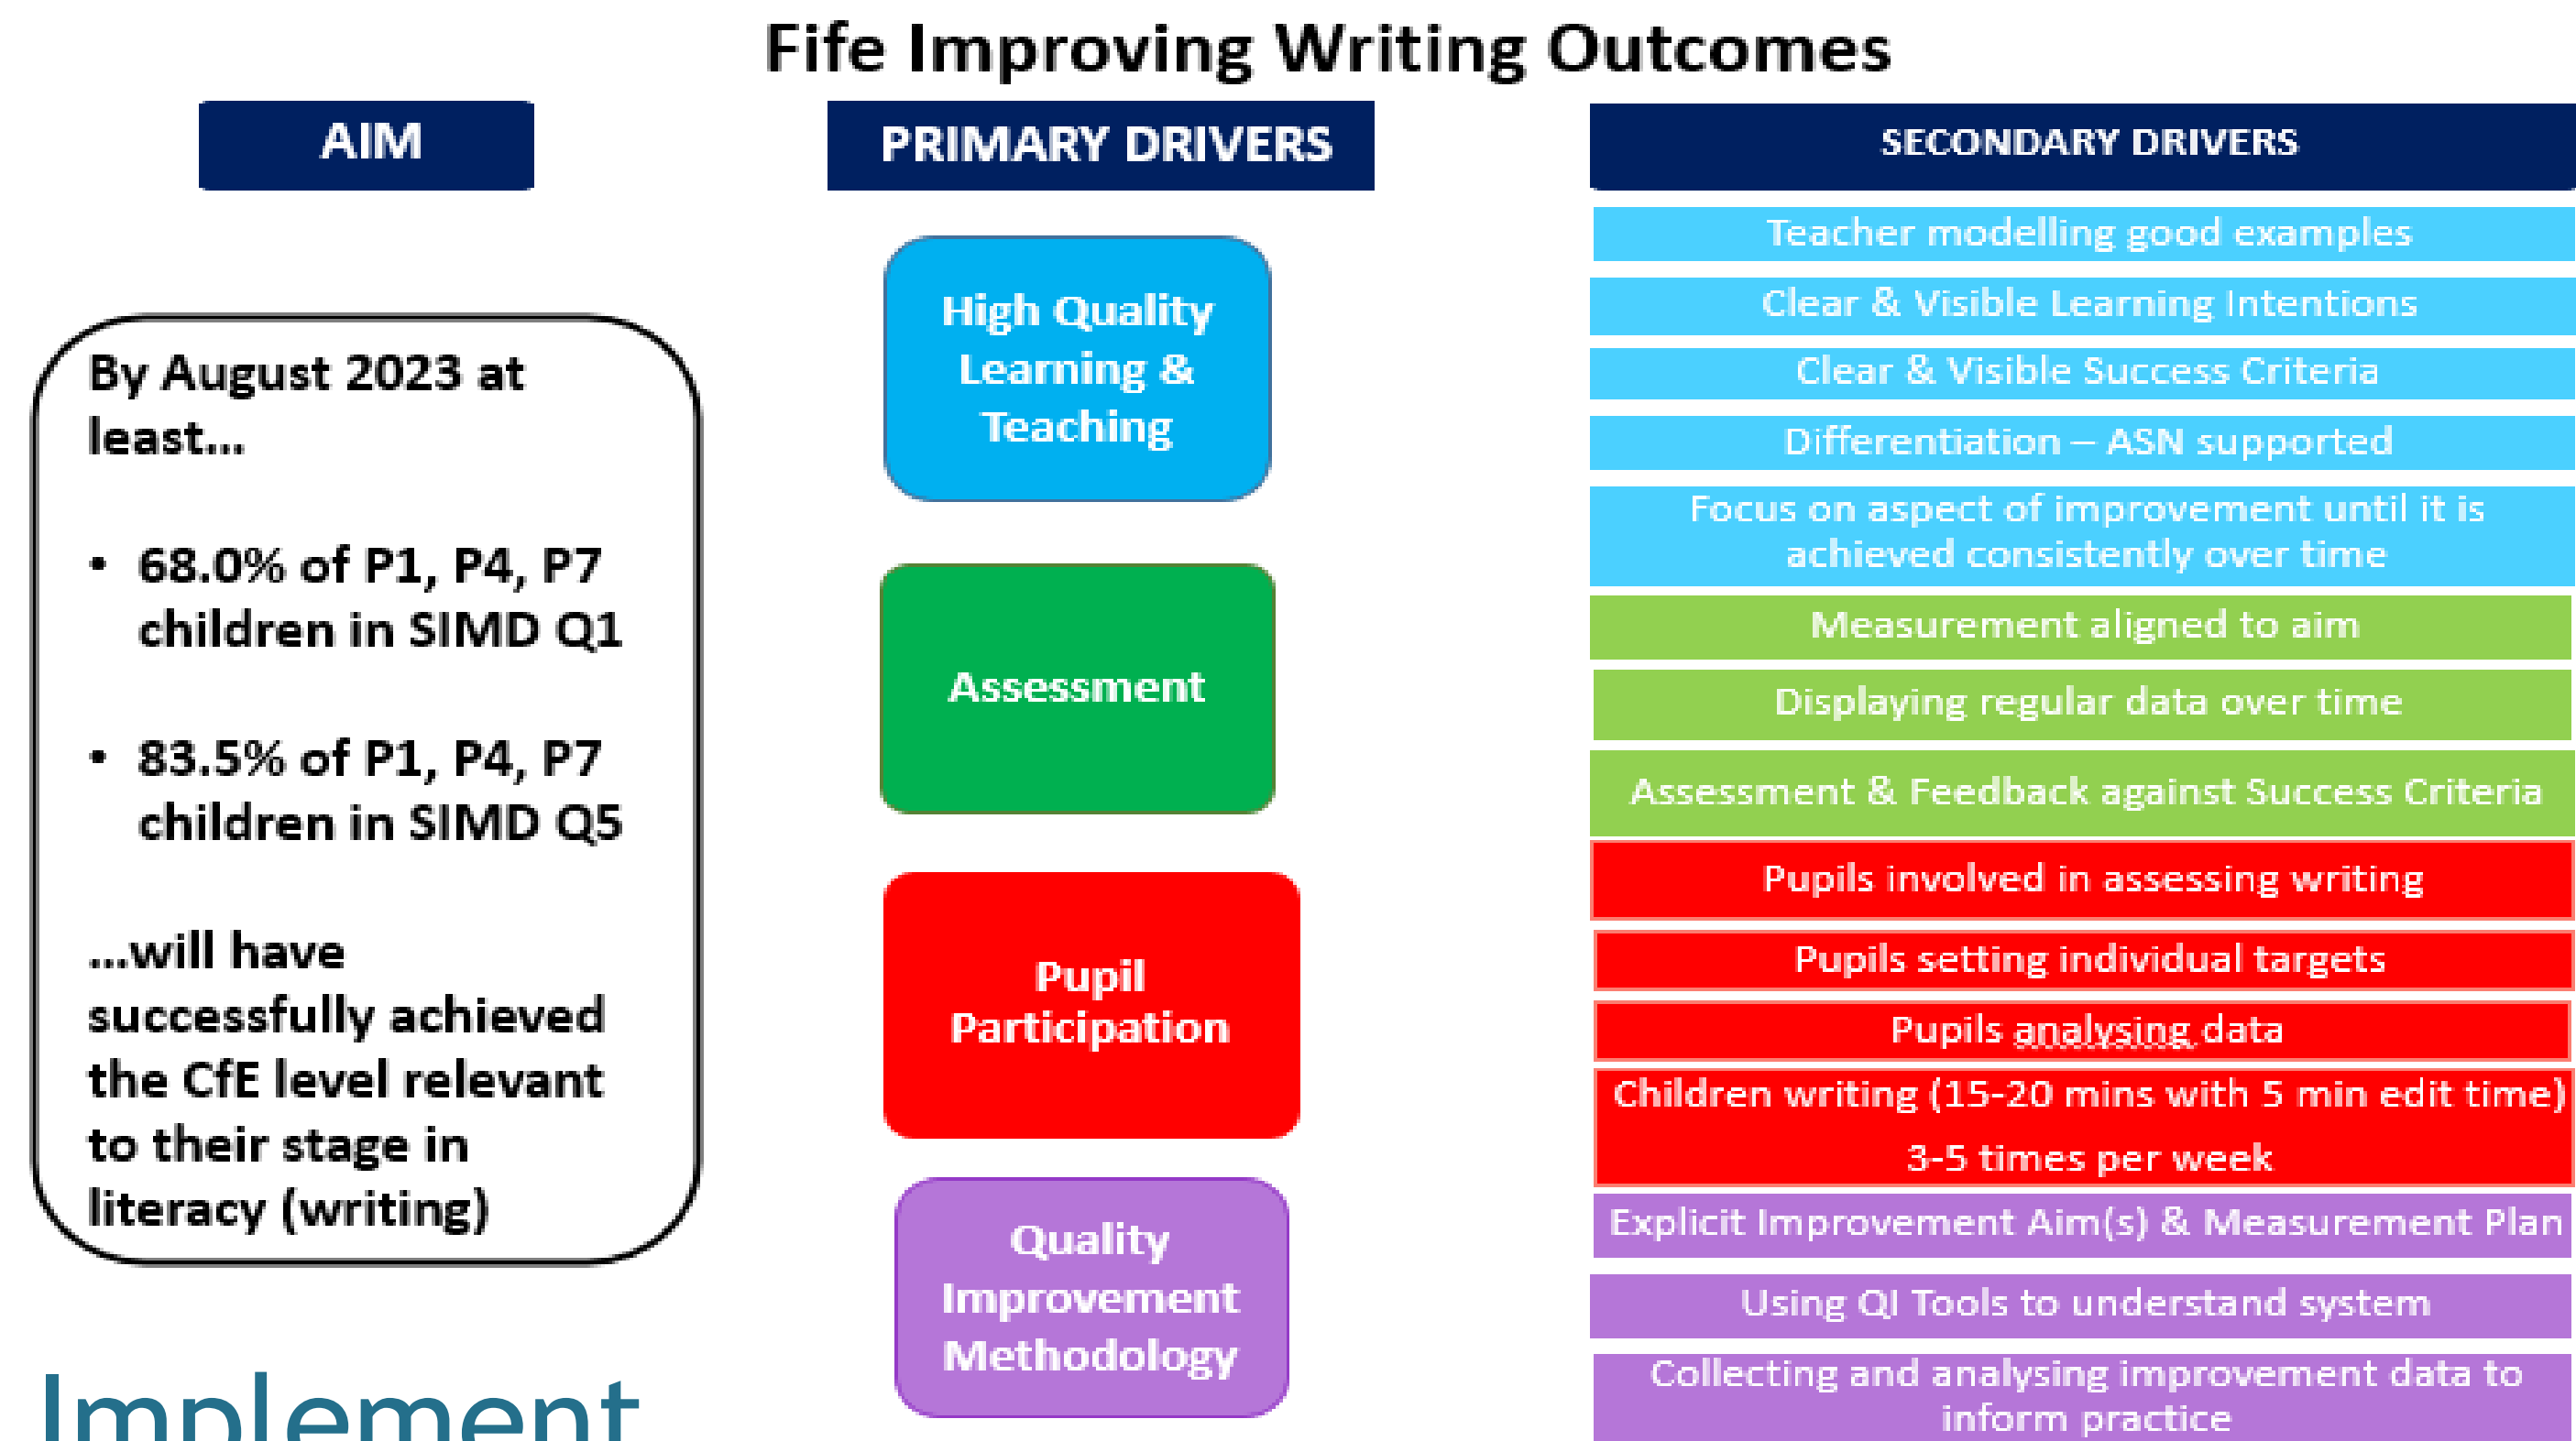 Fife Improving Writing Outcomes
AIM
By August 2023 at
least...
• 68.0% of P1, P4, P7
children in SIMD Q1
• 83.5% of P1, P4, P7
children in SIMD Q5
...will have
successfully achieved
the CfE level relevant
to their stage in
literacy (writing)
Implement
PRIMARY DRIVERS
High Quality
Learning &
Teaching
Assessment
Pupil
Participation
Quality
Improvement
Methodology
SECONDARY DRIVERS
Teacher modelling good examples
Clear & Visible Learning Intentions
Clear & Visible Success Criteria
Differentiation – ASN supported
Focus on aspect of improvement until it is
achieved consistently over time
Measurement aligned to aim
Displaying regular data over time
Assessment & Feedback against Success Criteria
Pupils involved in assessing writing
Pupils setting individual targets
Pupils analysing data
Children writing (15-20 mins with 5 min edit time)
3-5 times per week
Explicit Improvement Aim(s) & Measurement Plan
Using QI Tools to understand system
Collecting and analysing improvement data to
inform practice